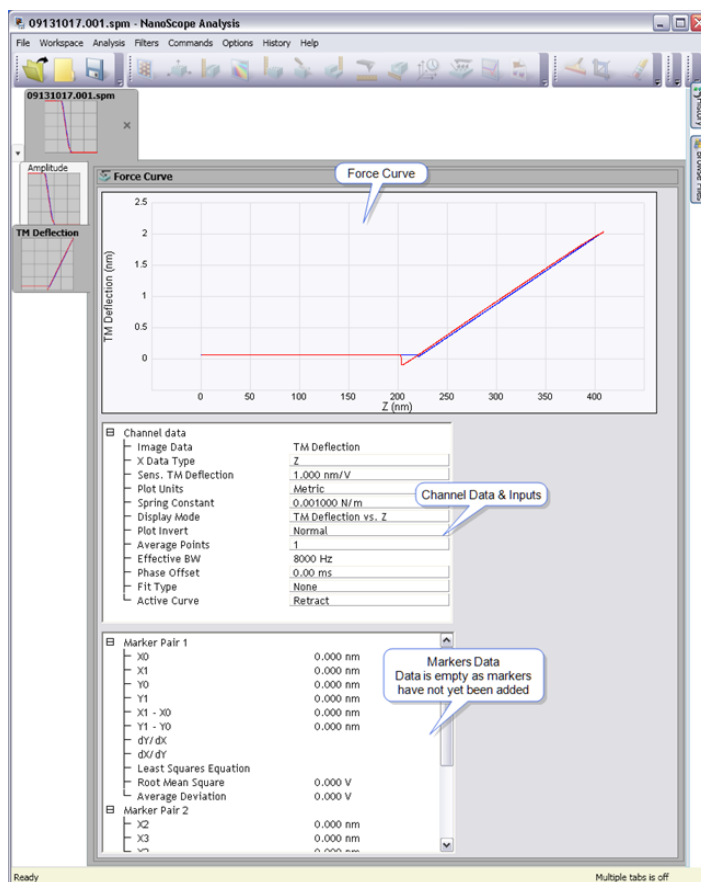 09131017.001.spm - NanoScope Analysis
File Workspace Analysis Filters Commands Options History Help
09131017.001.spm
History
Browse Files
Amplitude
TM Deflection
Force Curve
Force Curve
2.5
2
1.5
1
0.5
0
TM Deflection (nm)
0 50 100 150 200 250 300 350 400
Z (nm)
Channel data
Image Data TM Deflection
X Data Type Z
Sens. TM Deflection 1.000 nm/V
Plot Units Metric
Spring Constant 0.001000 N/m
Display Mode TM Deflection vs. Z
Plot Invert Normal
Average Points 1
Effective BW 8000 Hz
Phase Offset 0.00 ms
Fit Type None
Active Curve Retract
Channel Data & Inputs
Marker Pair 1
X0 0.000 nm
X1 0.000 nm
Y0 0.000 nm
Y1 0.000 nm
X1 - X0 0.000 nm
Y1 - Y0 0.000 nm
dY/dX
dX/dY
Least Squares Equation
Root Mean Square 0.000 V
Average Deviation 0.000 V
Marker Pair 2
X2 0.000 nm
X3 0.000 nm
Markers Data
Data is empty as markers
have not yet been added
Ready
Multiple tabs is off